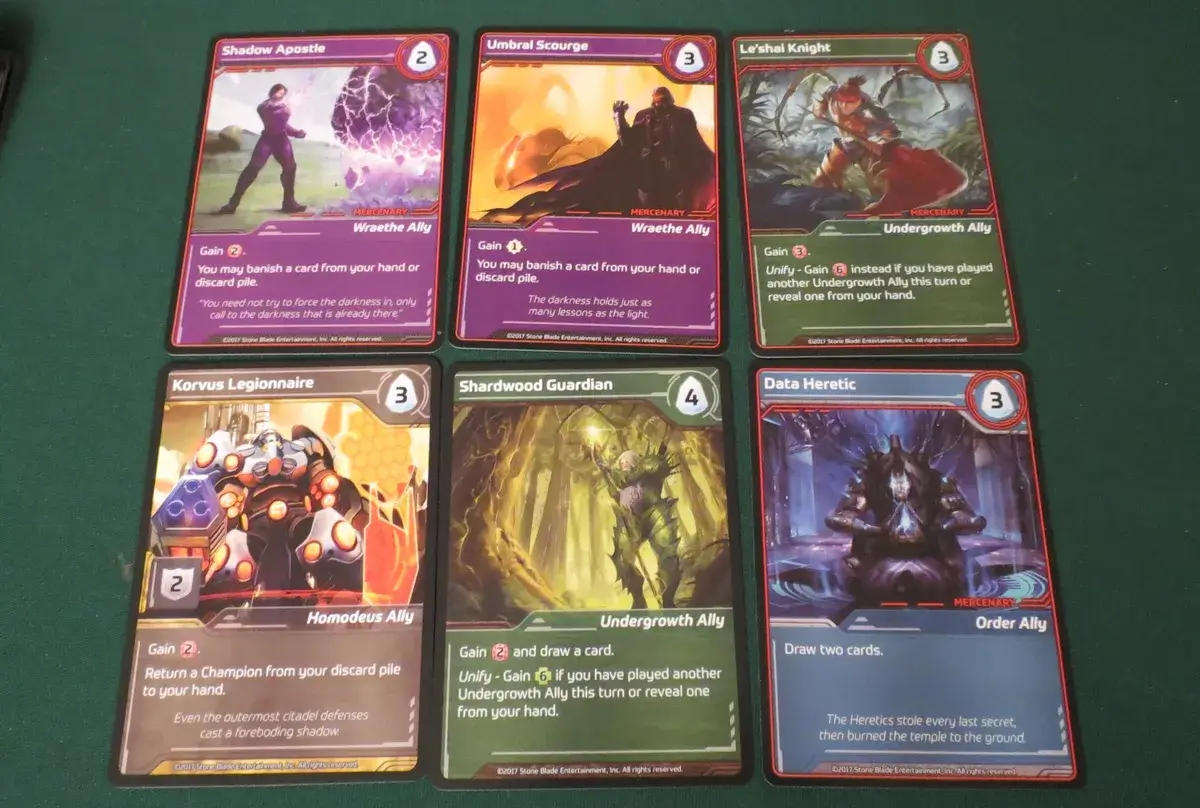 Shadow Apostle
2
MERCENARY
Wraethe Ally
Gain 2.
You may banish a card from your hand or
discard pile.
"You need not try to force the darkness in, only
call to the darkness that is already there."
©2017 Stone Blade Entertainment, Inc. All rights reserved.
Umbral Scourge
3
MERCENARY
Wraethe Ally
Gain 1.
You may banish a card from your hand or
discard pile.
The darkness holds just as
many lessons as the light.
©2017 Stone Blade Entertainment, Inc. All rights reserved.
Le'shai Knight
3
MERCENARY
Undergrowth Ally
Gain 3.
Unify - Gain 6 instead if you have played
another Undergrowth Ally this turn or
reveal one from your hand.
©2017 Stone Blade Entertainment, Inc. All rights reserved.
Korvus Legionnaire
3
2
Homodeus Ally
Gain 2.
Return a Champion from your discard pile
to your hand.
Even the outermost citadel defenses
cast a foreboding shadow.
©2017 Stone Blade Entertainment, Inc. All rights reserved.
Shardwood Guardian
4
Undergrowth Ally
Gain 2 and draw a card.
Unify - Gain 6 if you have played another
Undergrowth Ally this turn or reveal one
from your hand.
©2017 Stone Blade Entertainment, Inc. All rights reserved.
Data Heretic
3
MERCENARY
Order Ally
Draw two cards.
The Heretics stole every last secret,
then burned the temple to the ground.
©2017 Stone Blade Entertainment, Inc. All rights reserved.